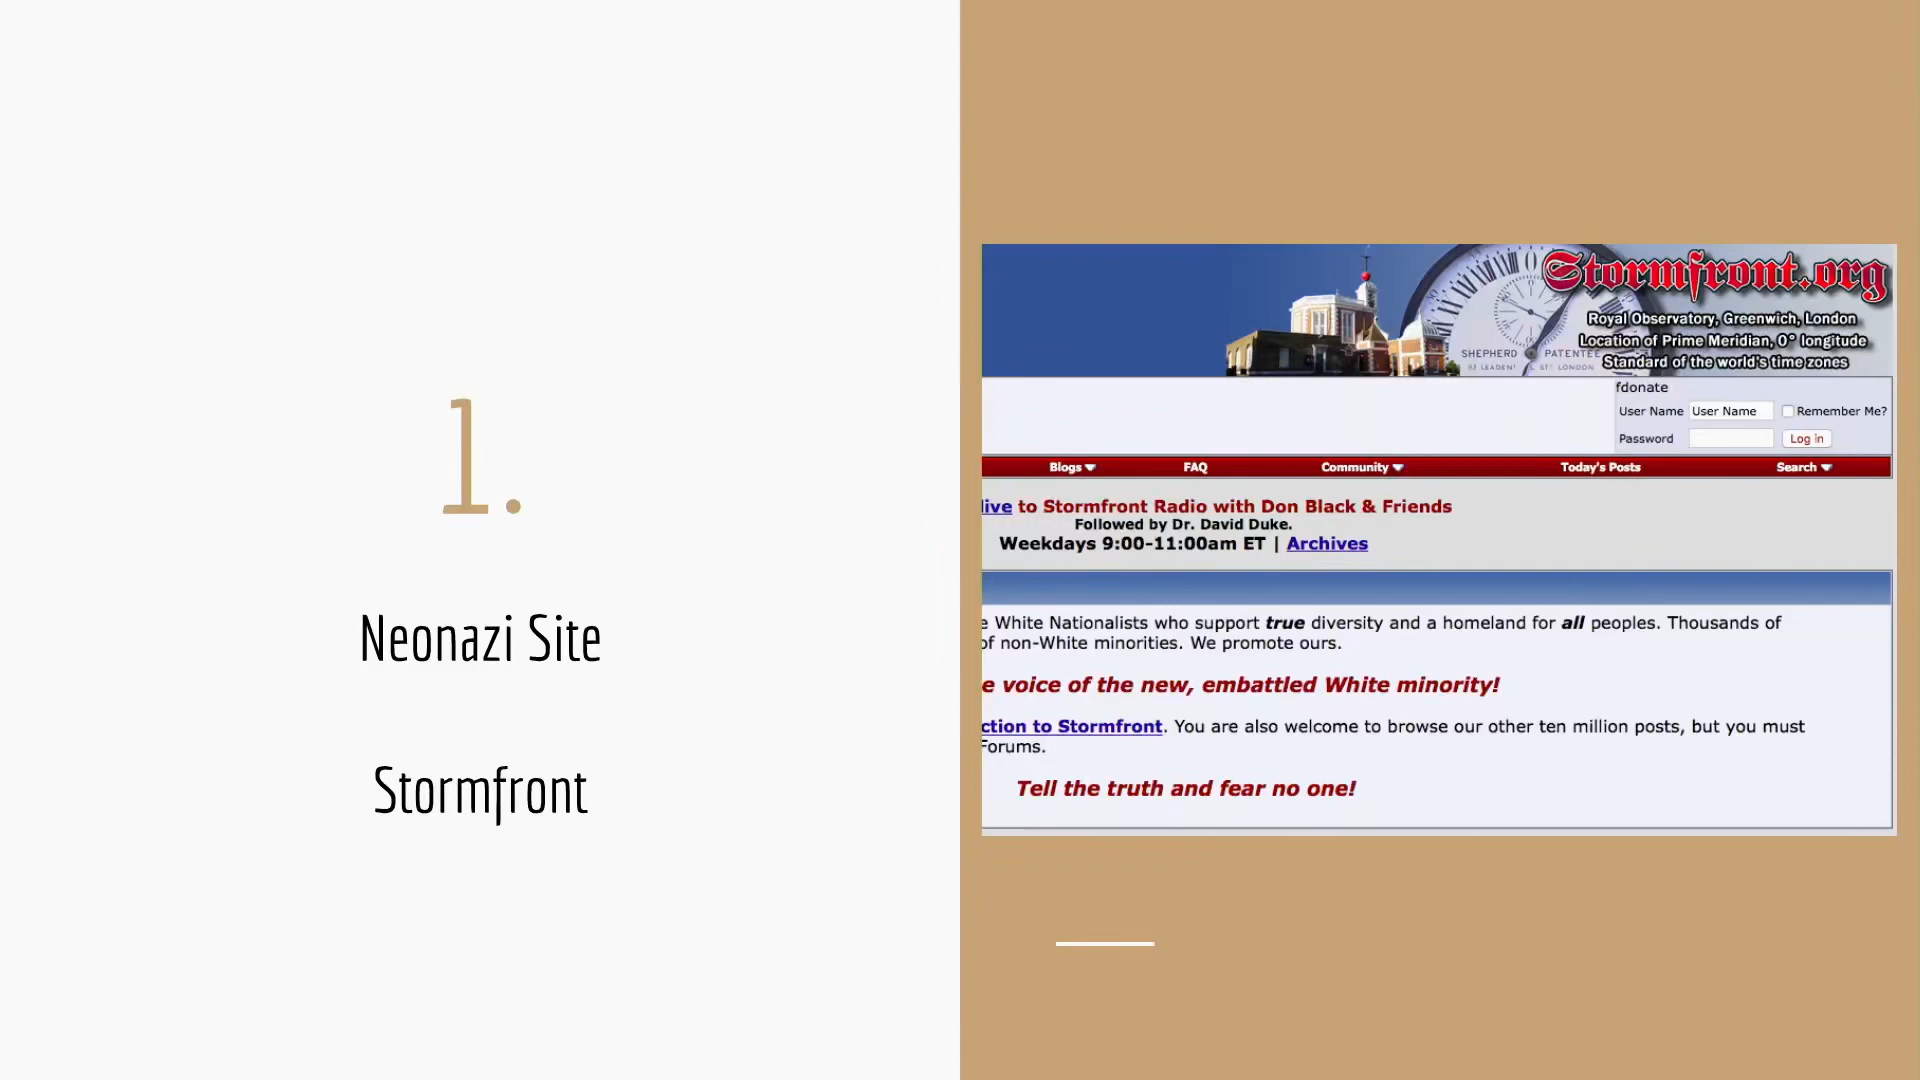 1.
Neonazi Site
Stormfront
Stormfront.org
Royal Observatory, Greenwich, London
Location of Prime Meridian, 0° longitude
Standard of the world's time zones
SHEPHERD PATENTEE
LONDON
fdonate
User Name User Name Remember Me?
Password Log in
Blogs FAQ Community Today's Posts Search
live to Stormfront Radio with Don Black & Friends
Followed by Dr. David Duke.
Weekdays 9:00-11:00am ET | Archives
e White Nationalists who support true diversity and a homeland for all peoples. Thousands of
of non-White minorities. We promote ours.
e voice of the new, embattled White minority!
ction to Stormfront. You are also welcome to browse our other ten million posts, but you must
Forums.
Tell the truth and fear no one!